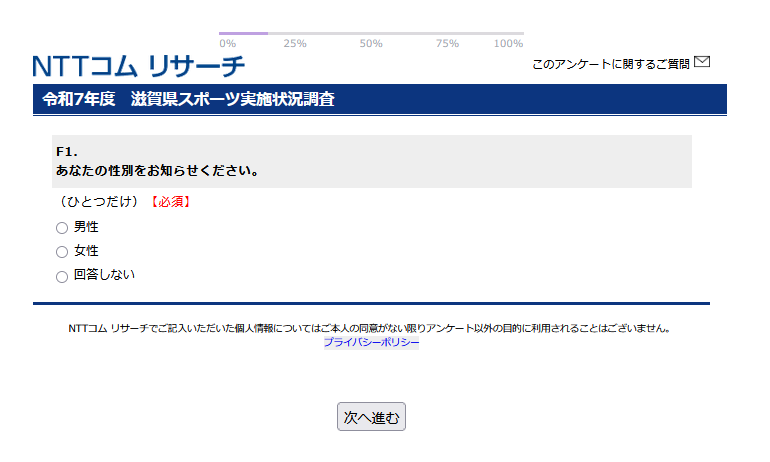 0% 25% 50% 75% 100%
NTTコム リサーチ
このアンケートに関するご質問
令和7年度 滋賀県スポーツ実施状況調査
F1.
あなたの性別をお知らせください。
（ひとつだけ）【必須】
男性
女性
回答しない
NTTコム リサーチでご記入いただいた個人情報についてはご本人の同意がない限りアンケート以外の目的に利用されることはございません。
プライバシーポリシー
次へ進む